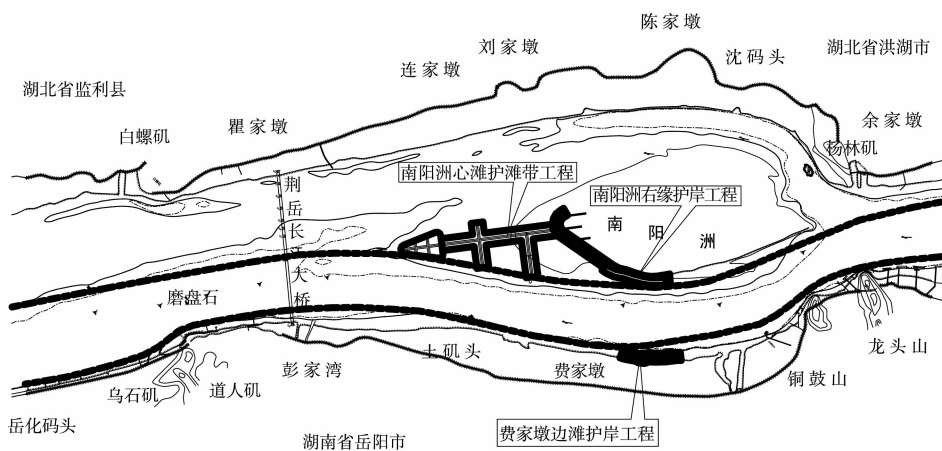 陈家墩
刘家墩
沈码头
湖北省洪湖市
连家墩
湖北省监利县
瞿家墩
余家墩
白螺矶
杨林矶
南阳洲心滩护滩带工程
荆岳长江大桥
南阳洲右缘护岸工程
南阳洲
磨盘石
龙头山
土矶头
彭家湾
费家墩
铜鼓山
道人矶
乌石矶
岳化码头
费家墩边滩护岸工程
湖南省岳阳市